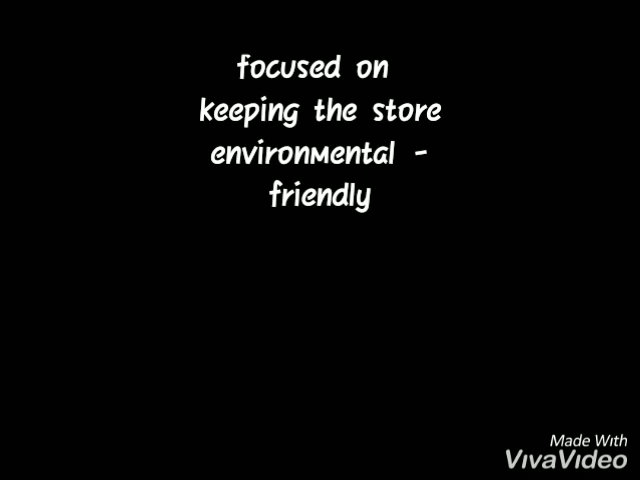 focused on
keeping the store
environmental -
friendly
Made With
VivaVideo